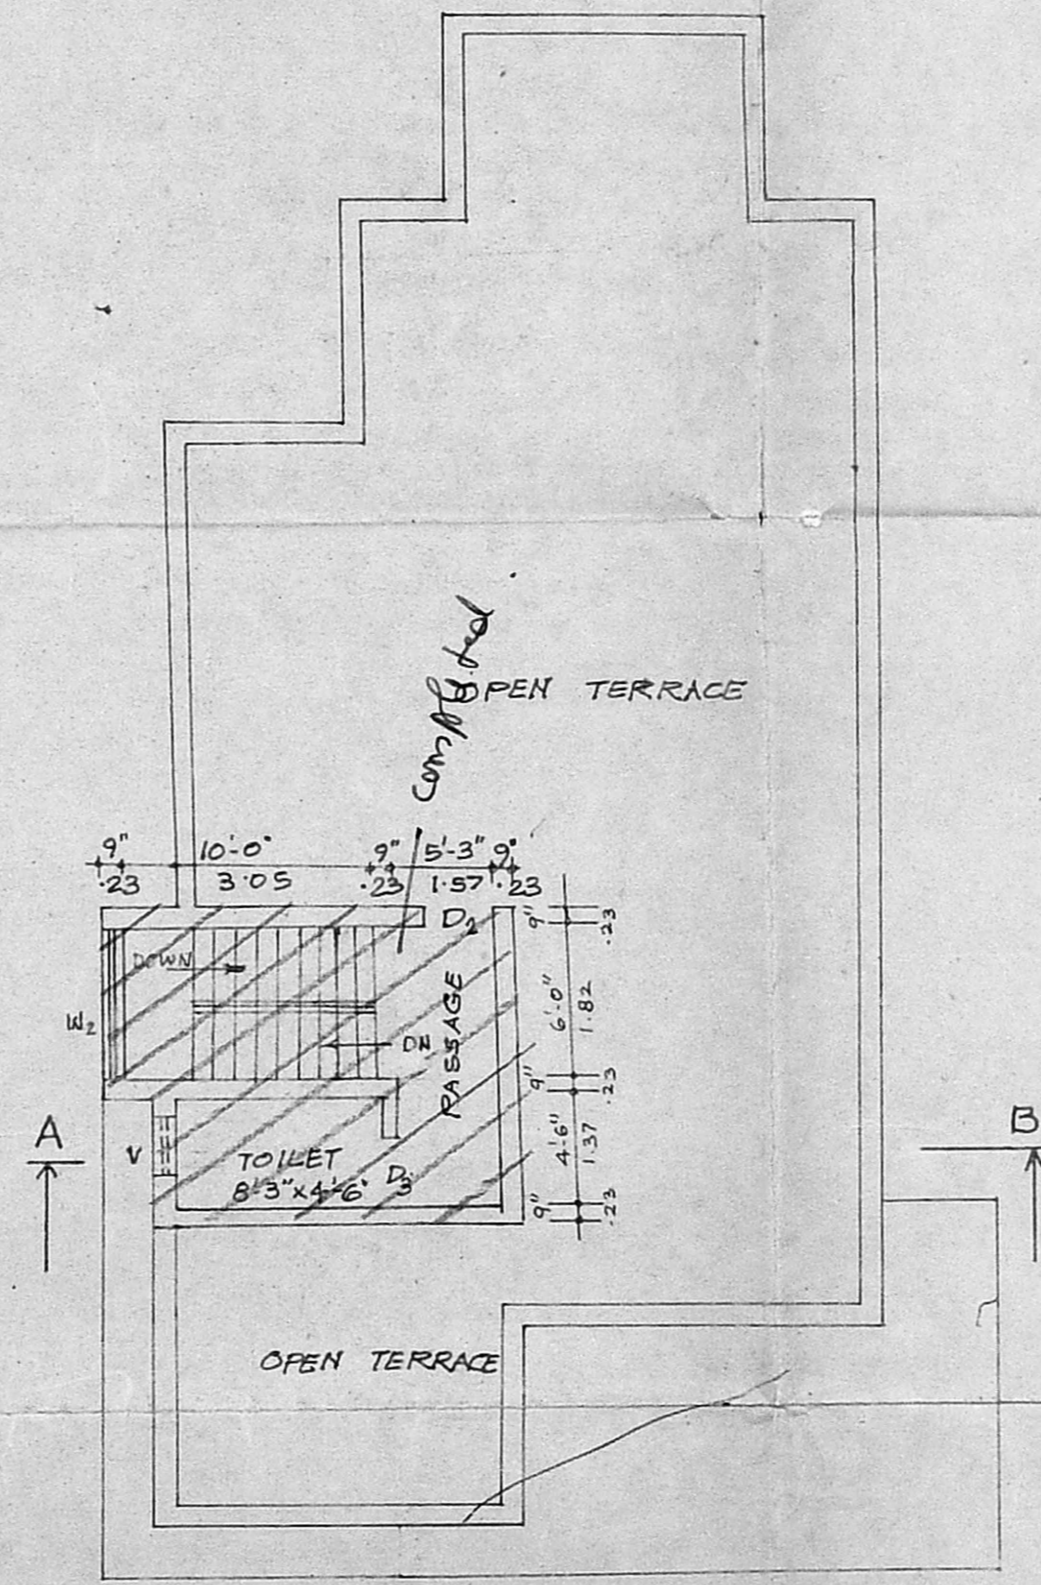 OPEN TERRACE
9" 10'-0" 9" 5'-3" 9"
.23 3.05 .23 1.57 .23
D2
9" .23
DOWN
6'-0" 1.82
W2
DN
PASSAGE
9" .23
A
B
V
4'-6" 1.37
TOILET
8'-3"x4'-6"
D3
9" .23
OPEN TERRACE